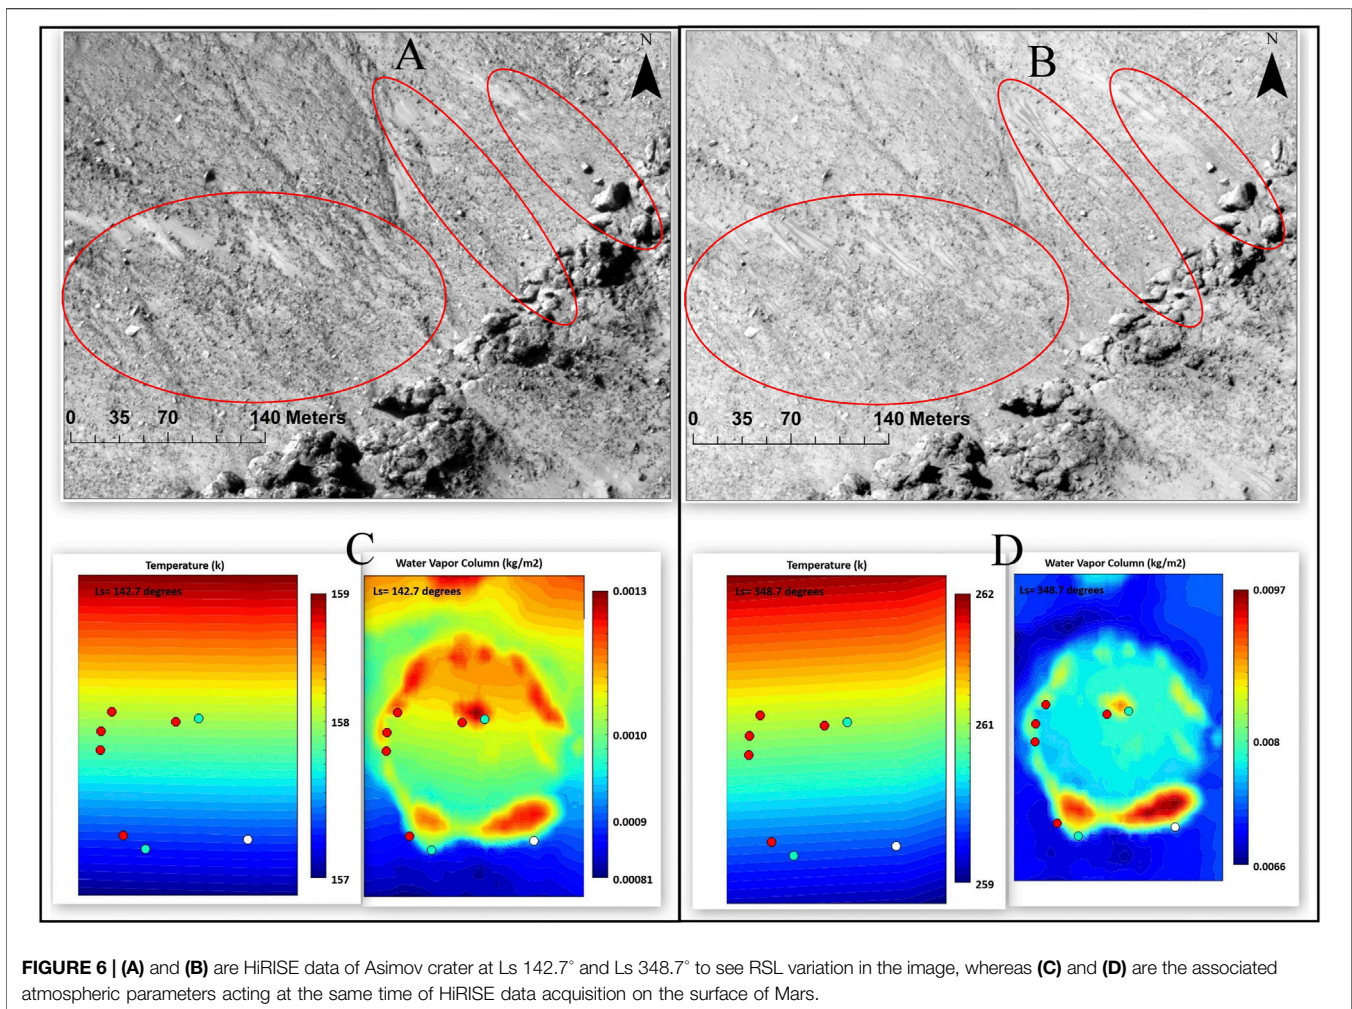 A
N
0 35 70 140 Meters
B
N
0 35 70 140 Meters
C
Temperature (k)
Ls= 142.7 degrees
159
158
157
Water Vapor Column (kg/m2)
Ls= 142.7 degrees
0.0013
0.0010
0.0009
0.00081
D
Temperature (k)
Ls= 348.7 degrees
262
261
259
Water Vapor Column (kg/m2)
Ls= 348.7 degrees
0.0097
0.008
0.0066
FIGURE 6 | (A) and (B) are HiRISE data of Asimov crater at Ls 142.7° and Ls 348.7° to see RSL variation in the image, whereas (C) and (D) are the associated
atmospheric parameters acting at the same time of HiRISE data acquisition on the surface of Mars.